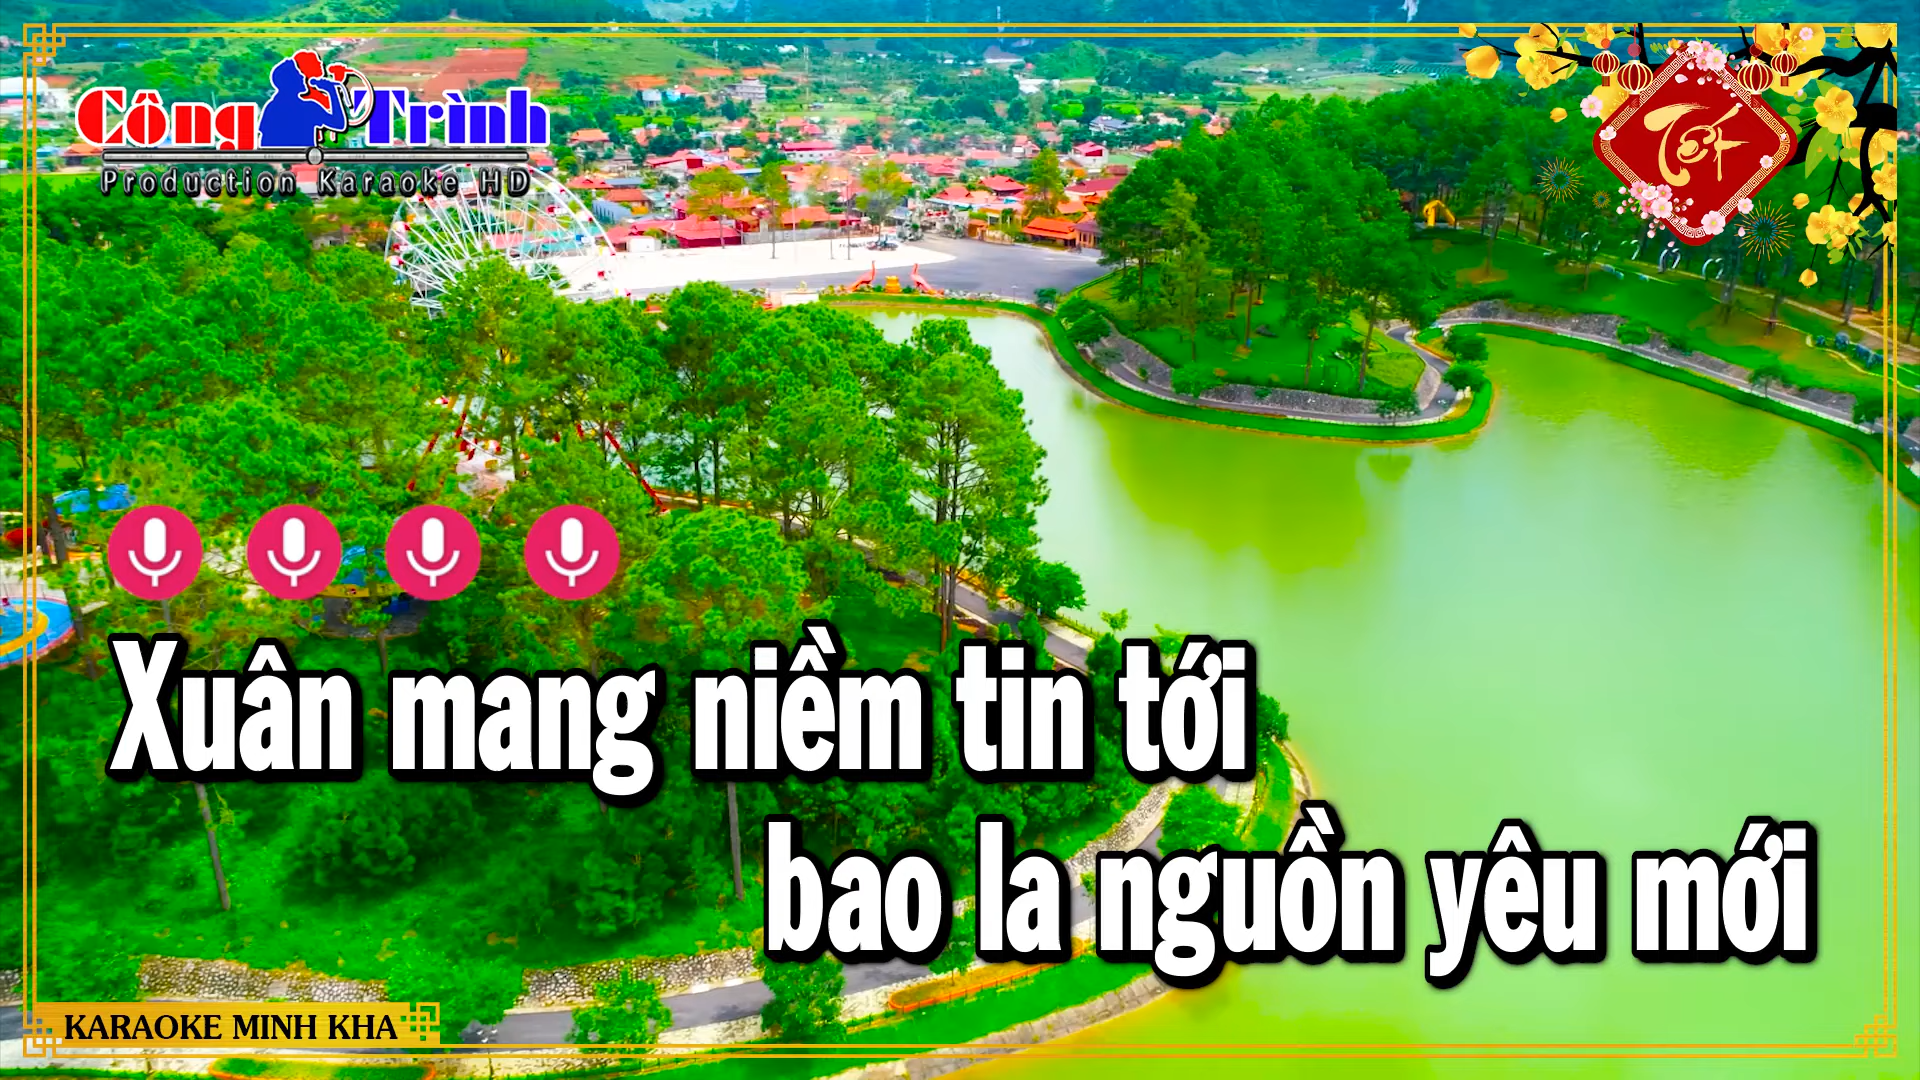 Công Trình
Production Karaoke HD
Tết
Xuân mang niềm tin tới
bao la nguồn yêu mới
KARAOKE MINH KHA